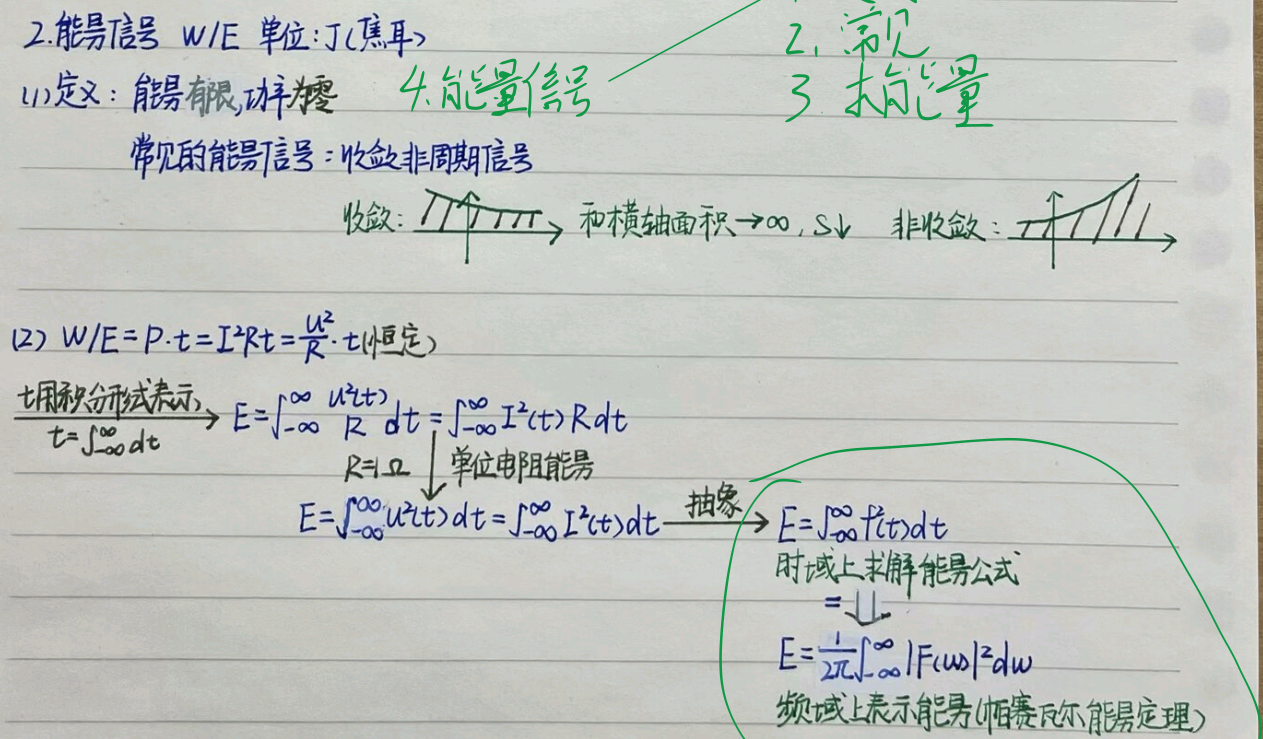 2.能量信号 W/E 单位:J(焦耳)
2. 常见
(1)定义: 能量有限,功率为零
4.能量信号
3. 求能量
常见的能量信号:收敛非周期信号
收敛: 和横轴面积→∞,S↓ 非收敛:
(2) W/E=P·t=I²Rt=U²/R·t(恒定)
t用积分形式表示,
t=∫-∞^∞dt
E=∫-∞^∞ U²(t)/R dt=∫-∞^∞ I²(t)Rdt
R=1Ω 单位电阻能量
E=∫-∞^∞ U²(t)dt=∫-∞^∞ I²(t)dt 抽象 → E=∫-∞^∞ f²(t)dt
时域上求解能量公式
= ⇓
E=1/2π∫-∞^∞|F(ω)|²dω
频域上表示能量(帕塞瓦尔能量定理)